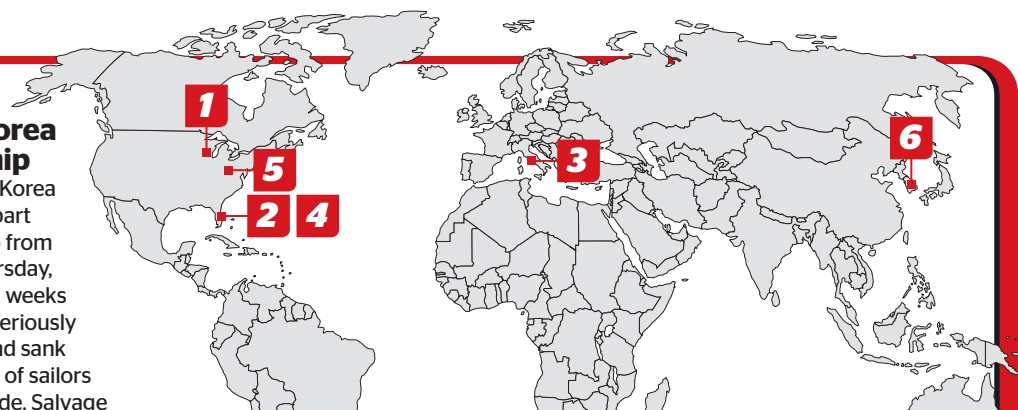 orea
hip
Korea
part
from
rsday,
weeks
eriously
nd sank
of sailors
de. Salvage
1
5
2 4
3
6